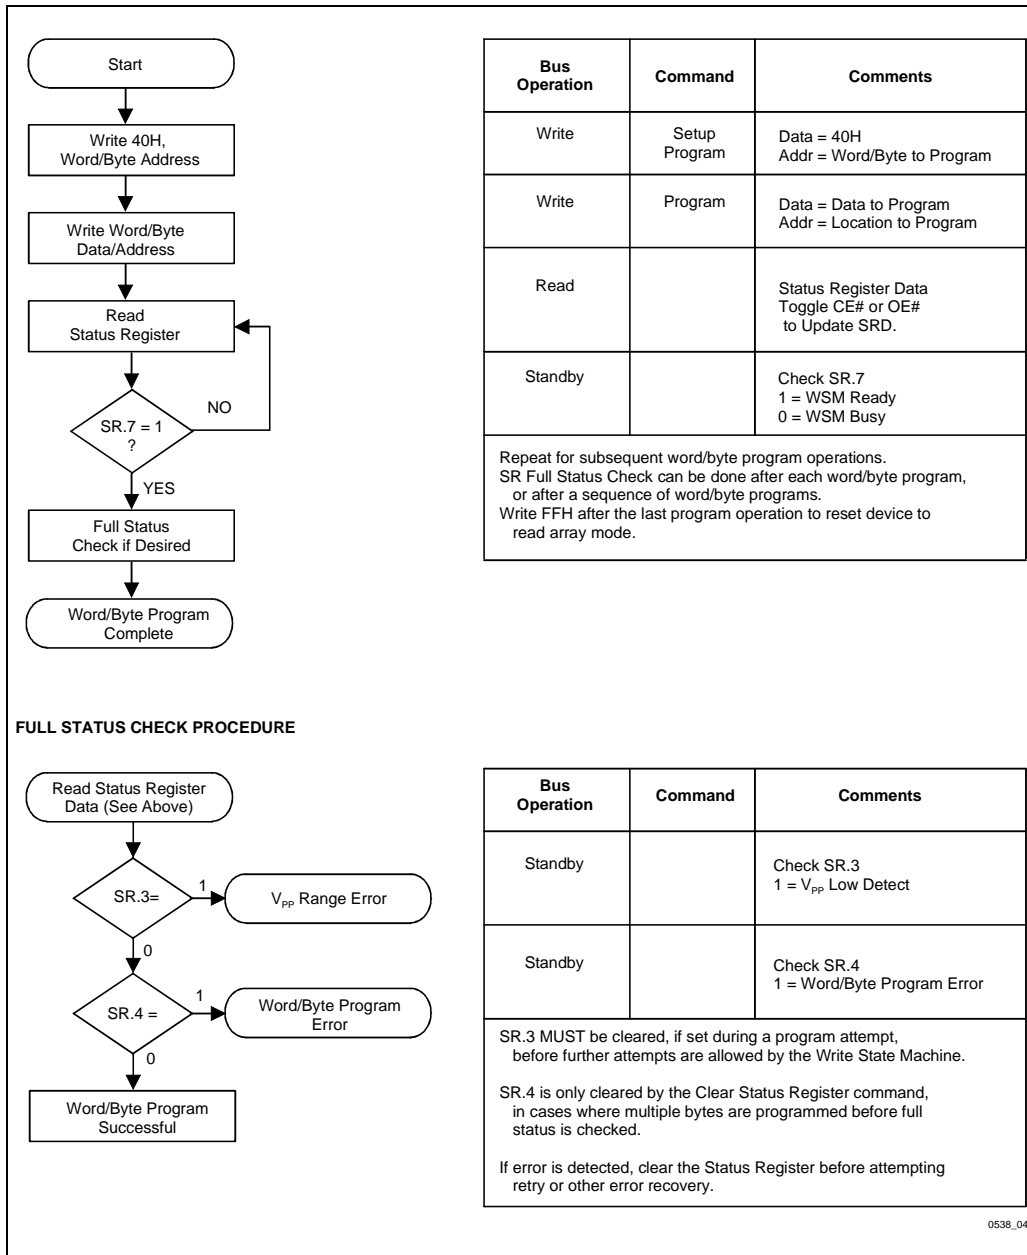 Start
Write 40H,
Word/Byte Address
Write Word/Byte
Data/Address
Read
Status Register
NO
SR.7 = 1
?
YES
Full Status
Check if Desired
Word/Byte Program
Complete
Bus
Operation
Command
Comments
Write
Setup
Program
Data = 40H
Addr = Word/Byte to Program
Write
Program
Data = Data to Program
Addr = Location to Program
Read
Status Register Data
Toggle CE# or OE#
to Update SRD.
Standby
Check SR.7
1 = WSM Ready
0 = WSM Busy
Repeat for subsequent word/byte program operations.
SR Full Status Check can be done after each word/byte program,
or after a sequence of word/byte programs.
Write FFH after the last program operation to reset device to
read array mode.
FULL STATUS CHECK PROCEDURE
Read Status Register
Data (See Above)
SR.3=
1
VPP Range Error
0
SR.4 =
1
Word/Byte Program
Error
0
Word/Byte Program
Successful
Bus
Operation
Command
Comments
Standby
Check SR.3
1 = VPP Low Detect
Standby
Check SR.4
1 = Word/Byte Program Error
SR.3 MUST be cleared, if set during a program attempt,
before further attempts are allowed by the Write State Machine.
SR.4 is only cleared by the Clear Status Register command,
in cases where multiple bytes are programmed before full
status is checked.
If error is detected, clear the Status Register before attempting
retry or other error recovery.
0538_04